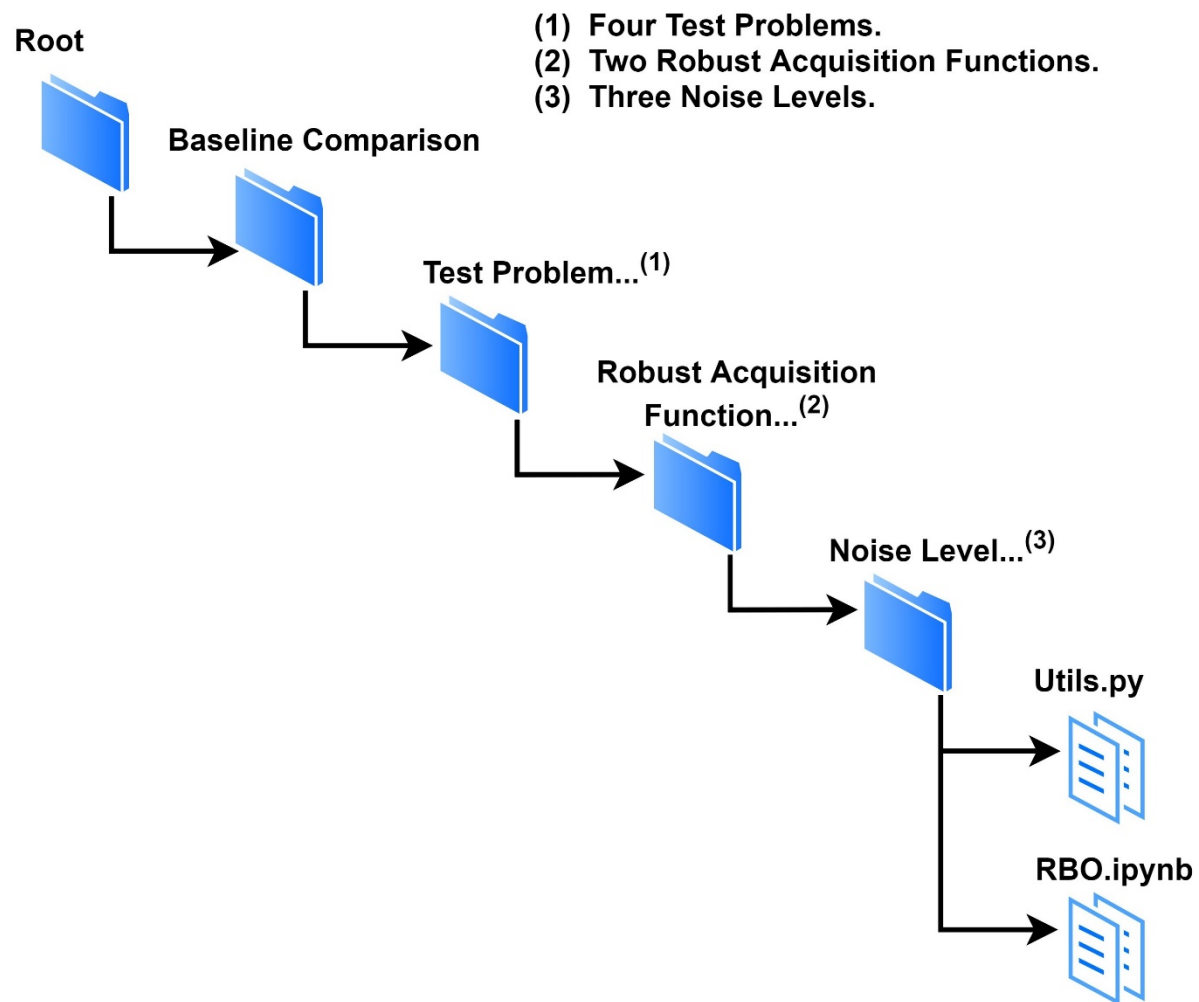 (1) Four Test Problems.
(2) Two Robust Acquisition Functions.
(3) Three Noise Levels.
Root
Baseline Comparison
Test Problem...(1)
Robust Acquisition
Function...(2)
Noise Level...(3)
Utils.py
RBO.ipynb